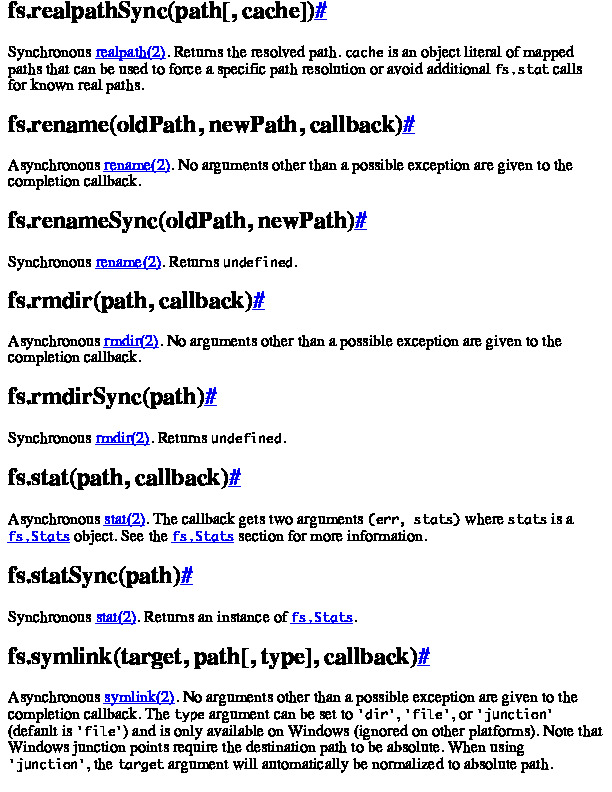 fs.realpathSync(path[, cache])#
Synchronous realpath(2). Returns the resolved path. cache is an object literal of mapped
paths that can be used to force a specific path resolution or avoid additional fs.stat calls
for known real paths.
fs.rename(oldPath, newPath, callback)#
Asynchronous rename(2). No arguments other than a possible exception are given to the
completion callback.
fs.renameSync(oldPath, newPath)#
Synchronous rename(2). Returns undefined.
fs.rmdir(path, callback)#
Asynchronous rmdir(2). No arguments other than a possible exception are given to the
completion callback.
fs.rmdirSync(path)#
Synchronous rmdir(2). Returns undefined.
fs.stat(path, callback)#
Asynchronous stat(2). The callback gets two arguments (err, stats) where stats is a
fs.Stats object. See the fs.Stats section for more information.
fs.statSync(path)#
Synchronous stat(2). Returns an instance of fs.Stats.
fs.symlink(target, path[, type], callback)#
Asynchronous symlink(2). No arguments other than a possible exception are given to the
completion callback. The type argument can be set to 'dir', 'file', or 'junction'
(default is 'file') and is only available on Windows (ignored on other platforms). Note that
Windows junction points require the destination path to be absolute. When using
'junction', the target argument will automatically be normalized to absolute path.